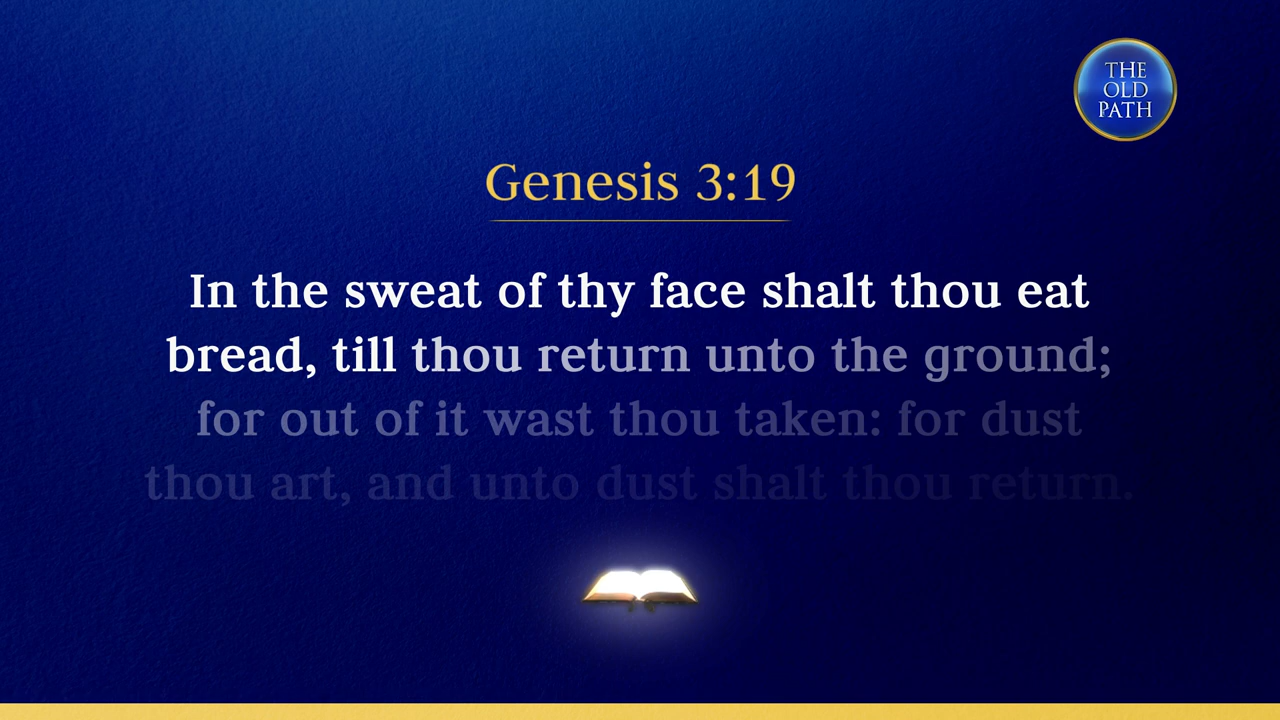 THE
OLD
PATH
Genesis 3:19
In the sweat of thy face shalt thou eat
bread, till thou return unto the ground;
for out of it wast thou taken: for dust
thou art, and unto dust shalt thou return.